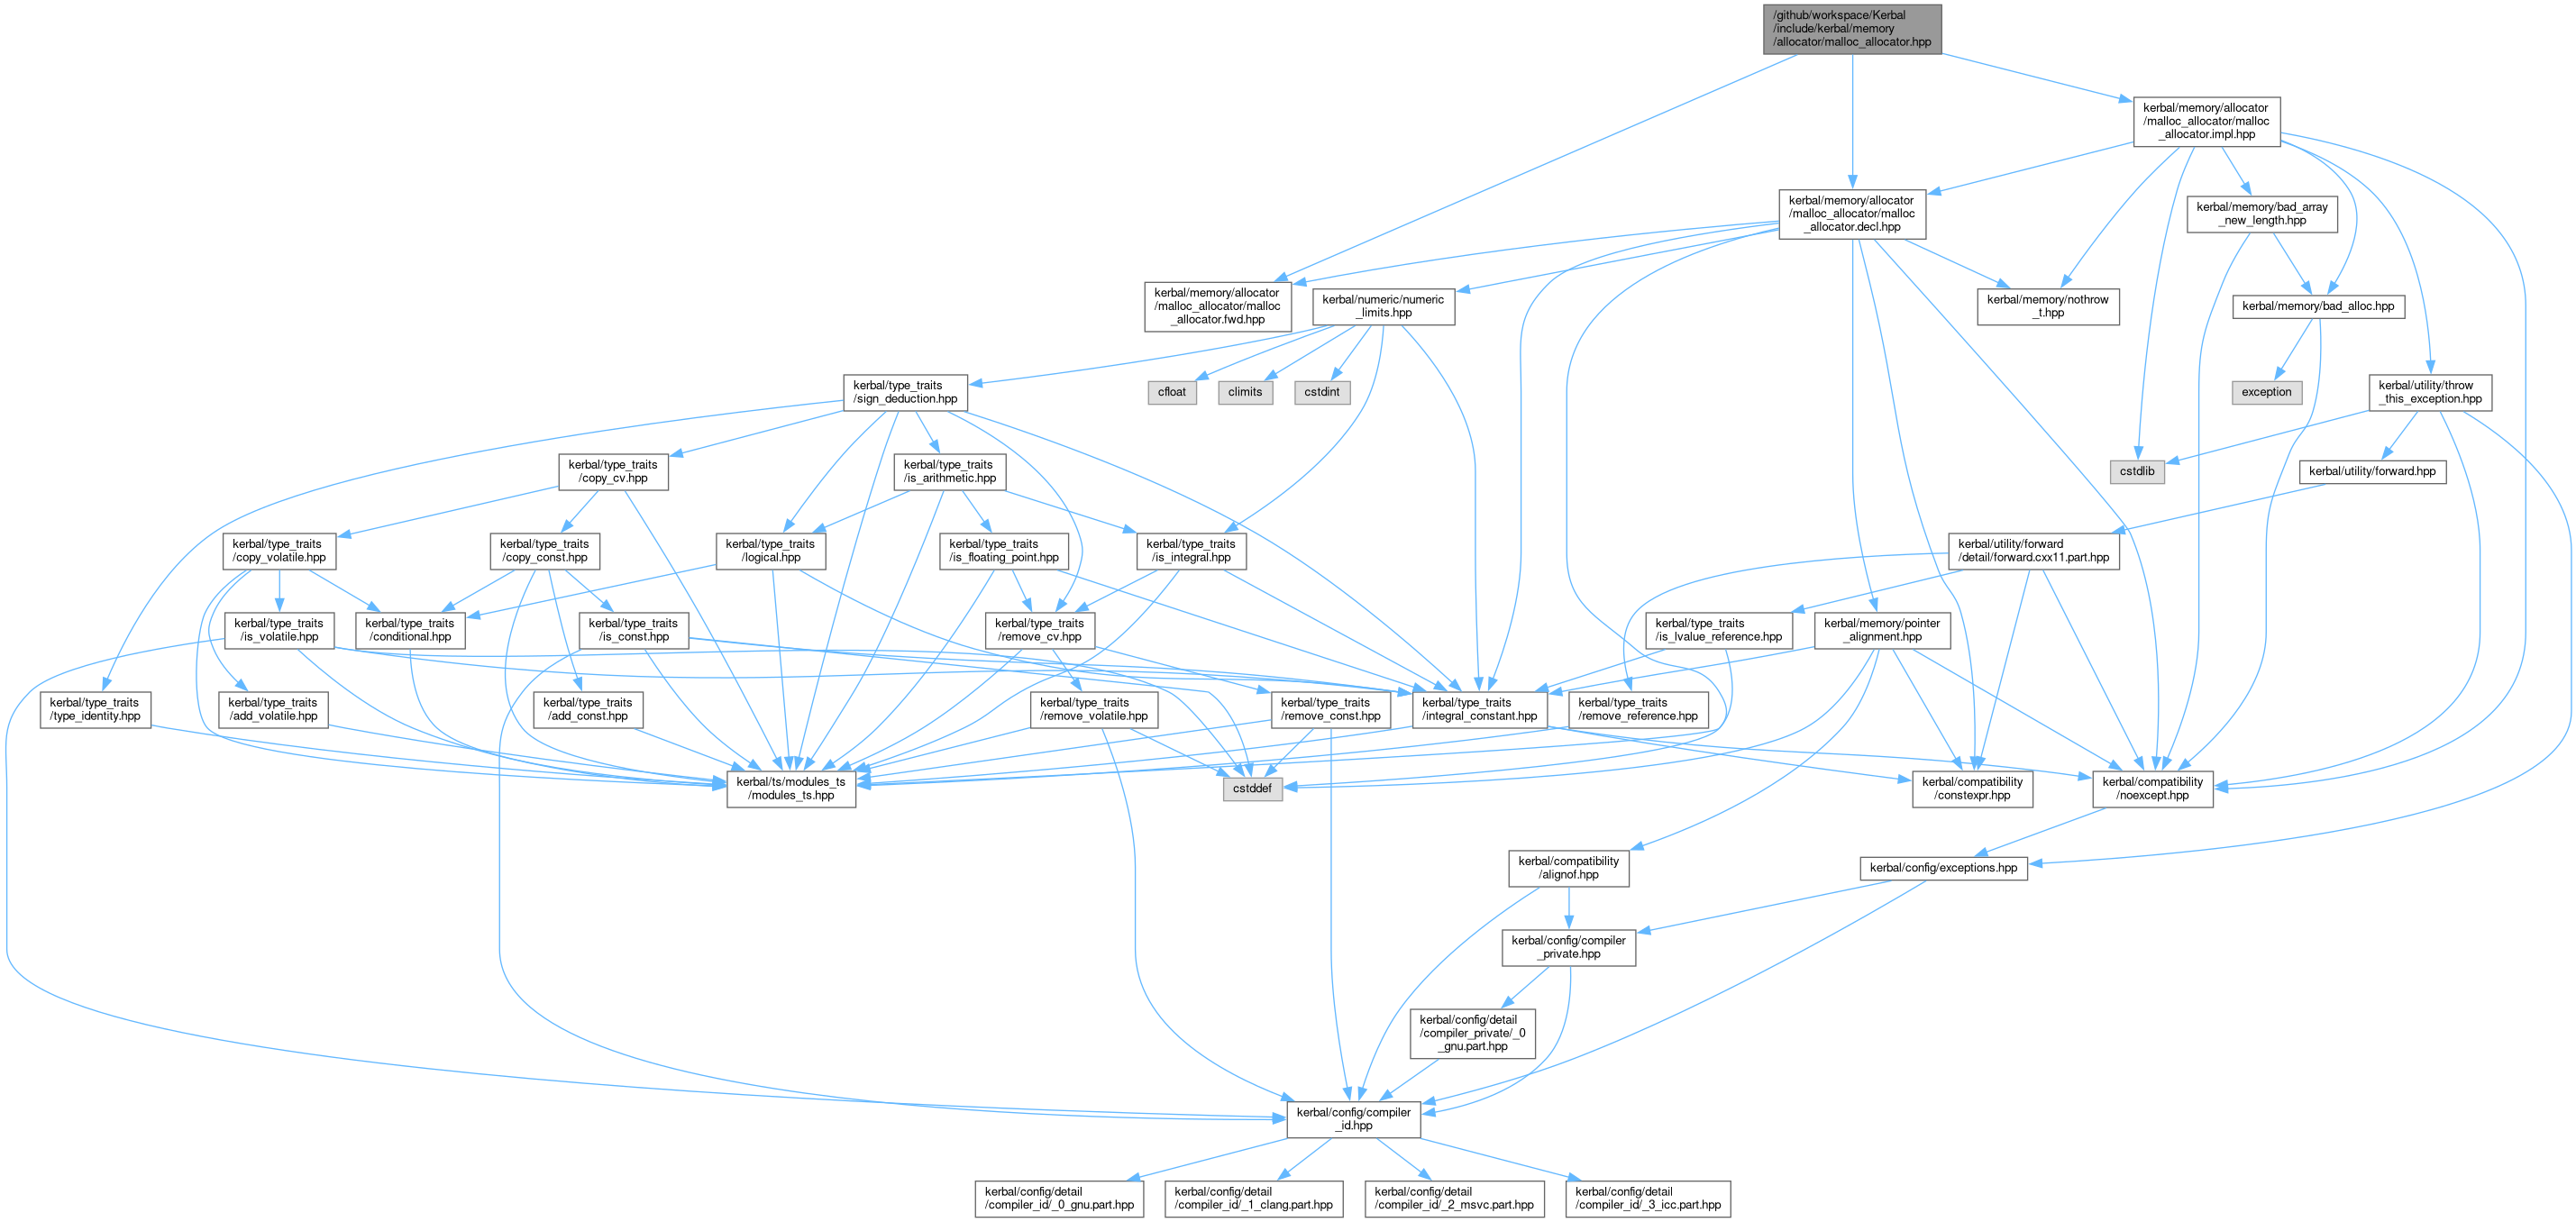 /github/workspace/Kerbal
/include/kerbal/memory
/allocator/malloc_allocator.hpp
kerbal/memory/allocator
/malloc_allocator/malloc
_allocator.impl.hpp
kerbal/memory/allocator
/malloc_allocator/malloc
_allocator.decl.hpp
kerbal/memory/bad_array
_new_length.hpp
kerbal/memory/allocator
/malloc_allocator/malloc
_allocator.fwd.hpp
kerbal/numeric/numeric
_limits.hpp
kerbal/memory/nothrow
_t.hpp
kerbal/memory/bad_alloc.hpp
kerbal/type_traits
/sign_deduction.hpp
cfloat
climits
cstdint
exception
kerbal/utility/throw
_this_exception.hpp
kerbal/type_traits
/copy_cv.hpp
kerbal/type_traits
/is_arithmetic.hpp
cstdlib
kerbal/utility/forward.hpp
kerbal/type_traits
/copy_volatile.hpp
kerbal/type_traits
/copy_const.hpp
kerbal/type_traits
/logical.hpp
kerbal/type_traits
/is_floating_point.hpp
kerbal/type_traits
/is_integral.hpp
kerbal/utility/forward
/detail/forward.cxx11.part.hpp
kerbal/type_traits
/is_volatile.hpp
kerbal/type_traits
/conditional.hpp
kerbal/type_traits
/is_const.hpp
kerbal/type_traits
/remove_cv.hpp
kerbal/type_traits
/is_lvalue_reference.hpp
kerbal/memory/pointer
_alignment.hpp
kerbal/type_traits
/type_identity.hpp
kerbal/type_traits
/add_volatile.hpp
kerbal/type_traits
/add_const.hpp
kerbal/type_traits
/remove_volatile.hpp
kerbal/type_traits
/remove_const.hpp
kerbal/type_traits
/integral_constant.hpp
kerbal/type_traits
/remove_reference.hpp
kerbal/ts/modules_ts
/modules_ts.hpp
cstddef
kerbal/compatibility
/constexpr.hpp
kerbal/compatibility
/noexcept.hpp
kerbal/compatibility
/alignof.hpp
kerbal/config/exceptions.hpp
kerbal/config/compiler
_private.hpp
kerbal/config/detail
/compiler_private/_0
_gnu.part.hpp
kerbal/config/compiler
_id.hpp
kerbal/config/detail
/compiler_id/_0_gnu.part.hpp
kerbal/config/detail
/compiler_id/_1_clang.part.hpp
kerbal/config/detail
/compiler_id/_2_msvc.part.hpp
kerbal/config/detail
/compiler_id/_3_icc.part.hpp